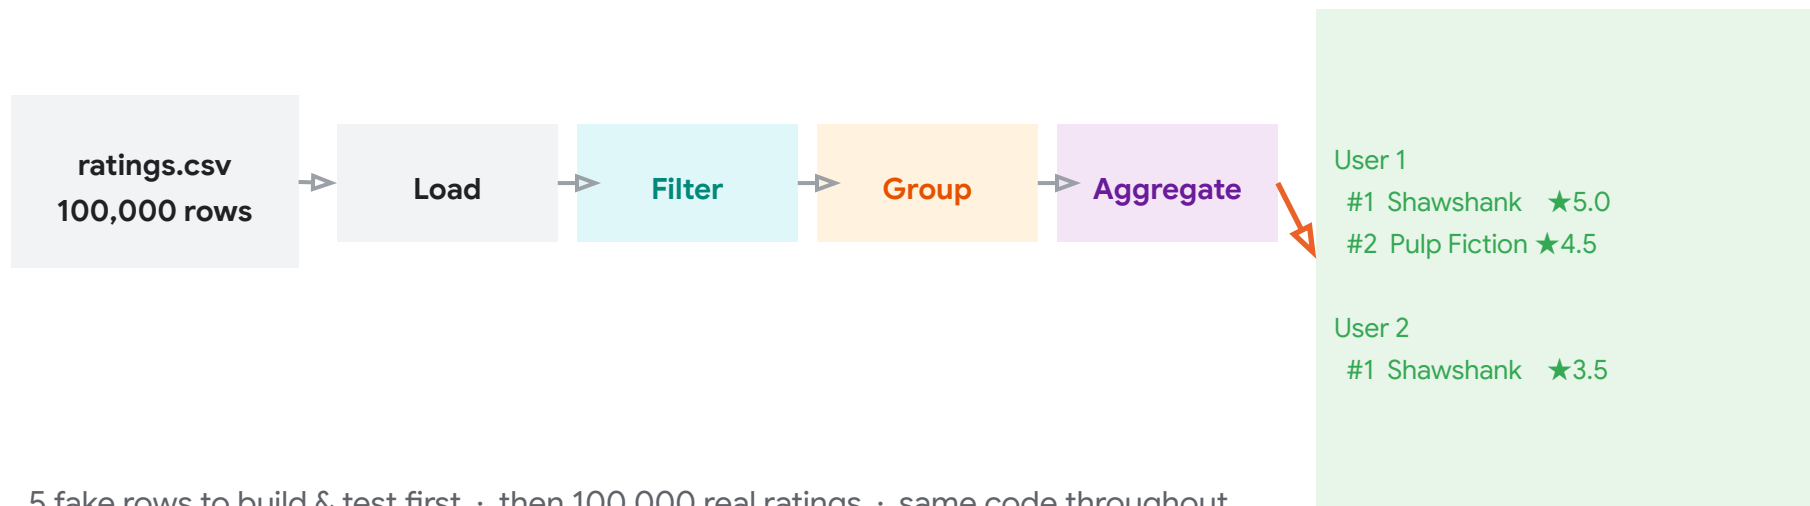 ratings.csv
100,000 rows
Load
Filter
Group
Aggregate
User 1
#1 Shawshank ★5.0
#2 Pulp Fiction ★4.5
User 2
#1 Shawshank ★3.5
5 fake rows to build & test first · then 100,000 real ratings · same code throughout